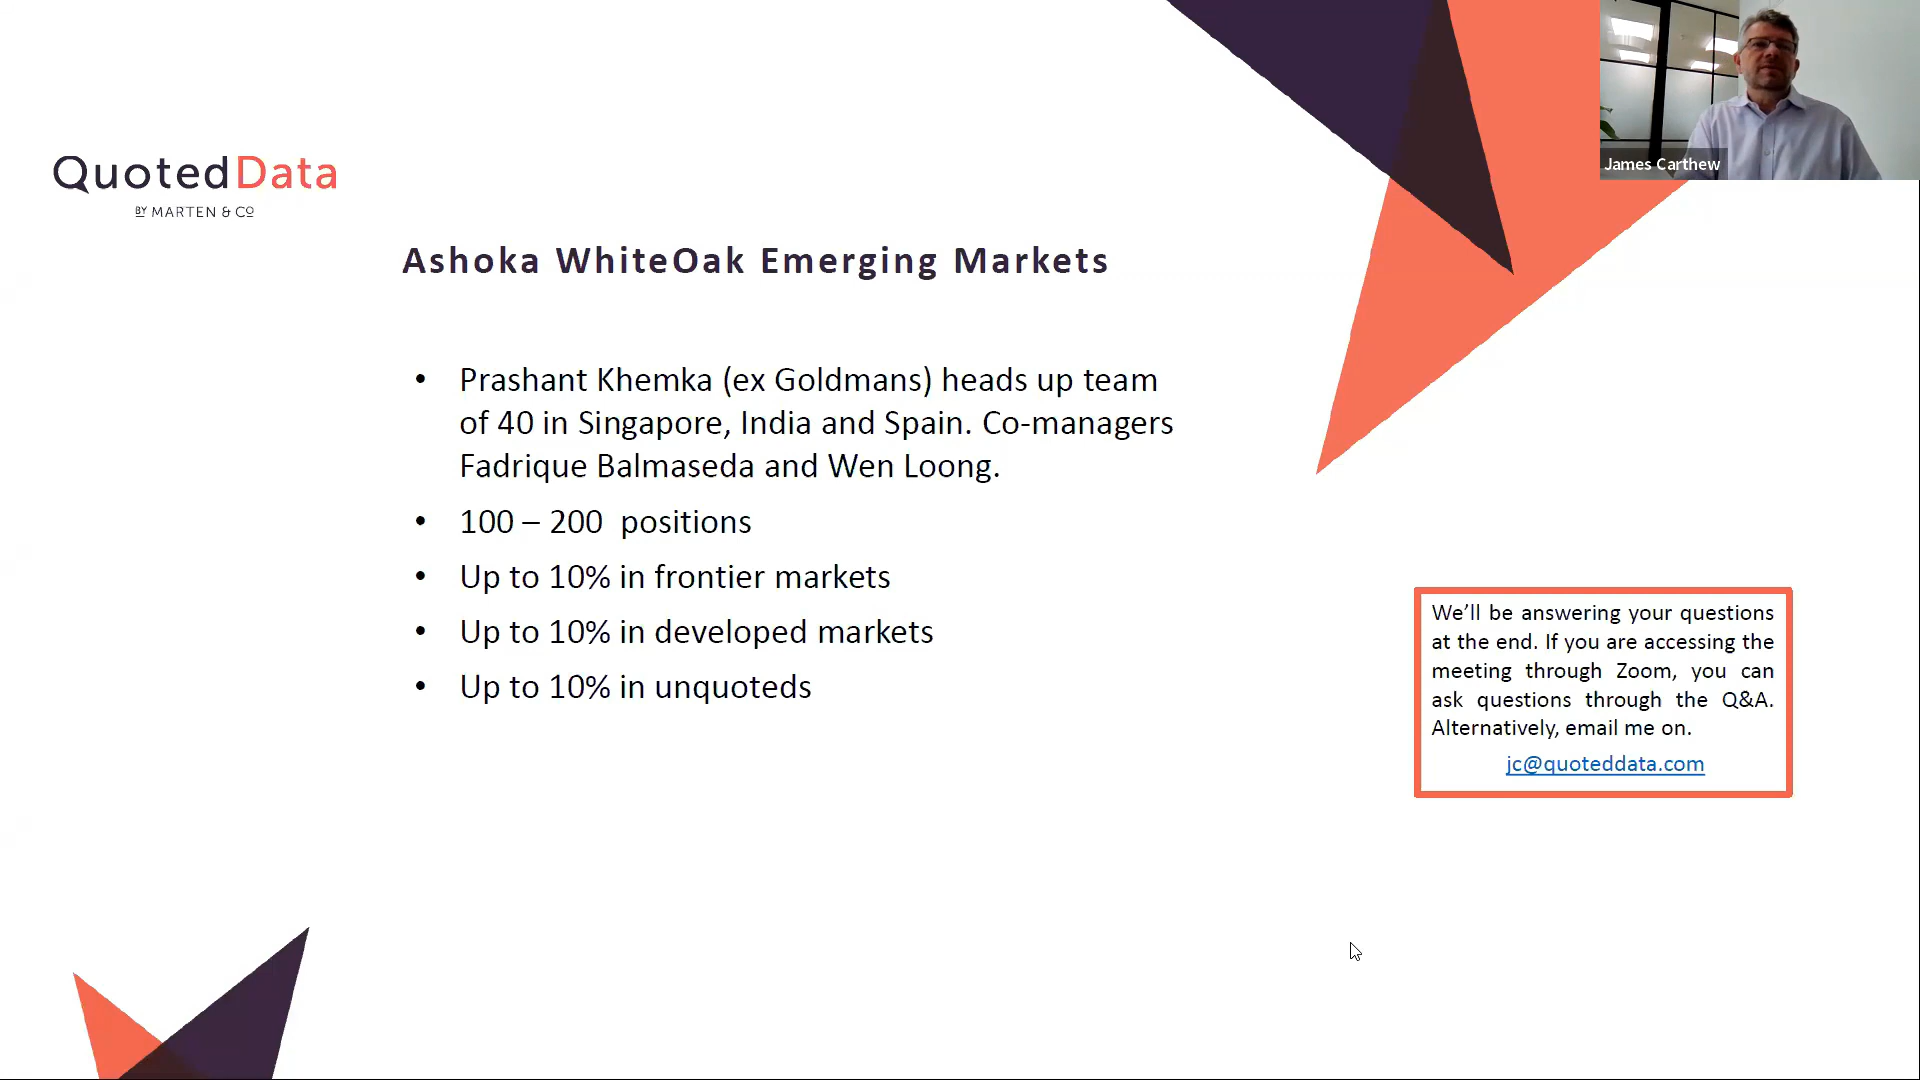 James Carthew
QuotedData
BY MARTEN & CO
Ashoka WhiteOak Emerging Markets
• Prashant Khemka (ex Goldmans) heads up team
of 40 in Singapore, India and Spain. Co-managers
Fadrique Balmaseda and Wen Loong.
• 100 – 200 positions
• Up to 10% in frontier markets
• Up to 10% in developed markets
• Up to 10% in unquoteds
We’ll be answering your questions
at the end. If you are accessing the
meeting through Zoom, you can
ask questions through the Q&A.
Alternatively, email me on.
jc@quoteddata.com